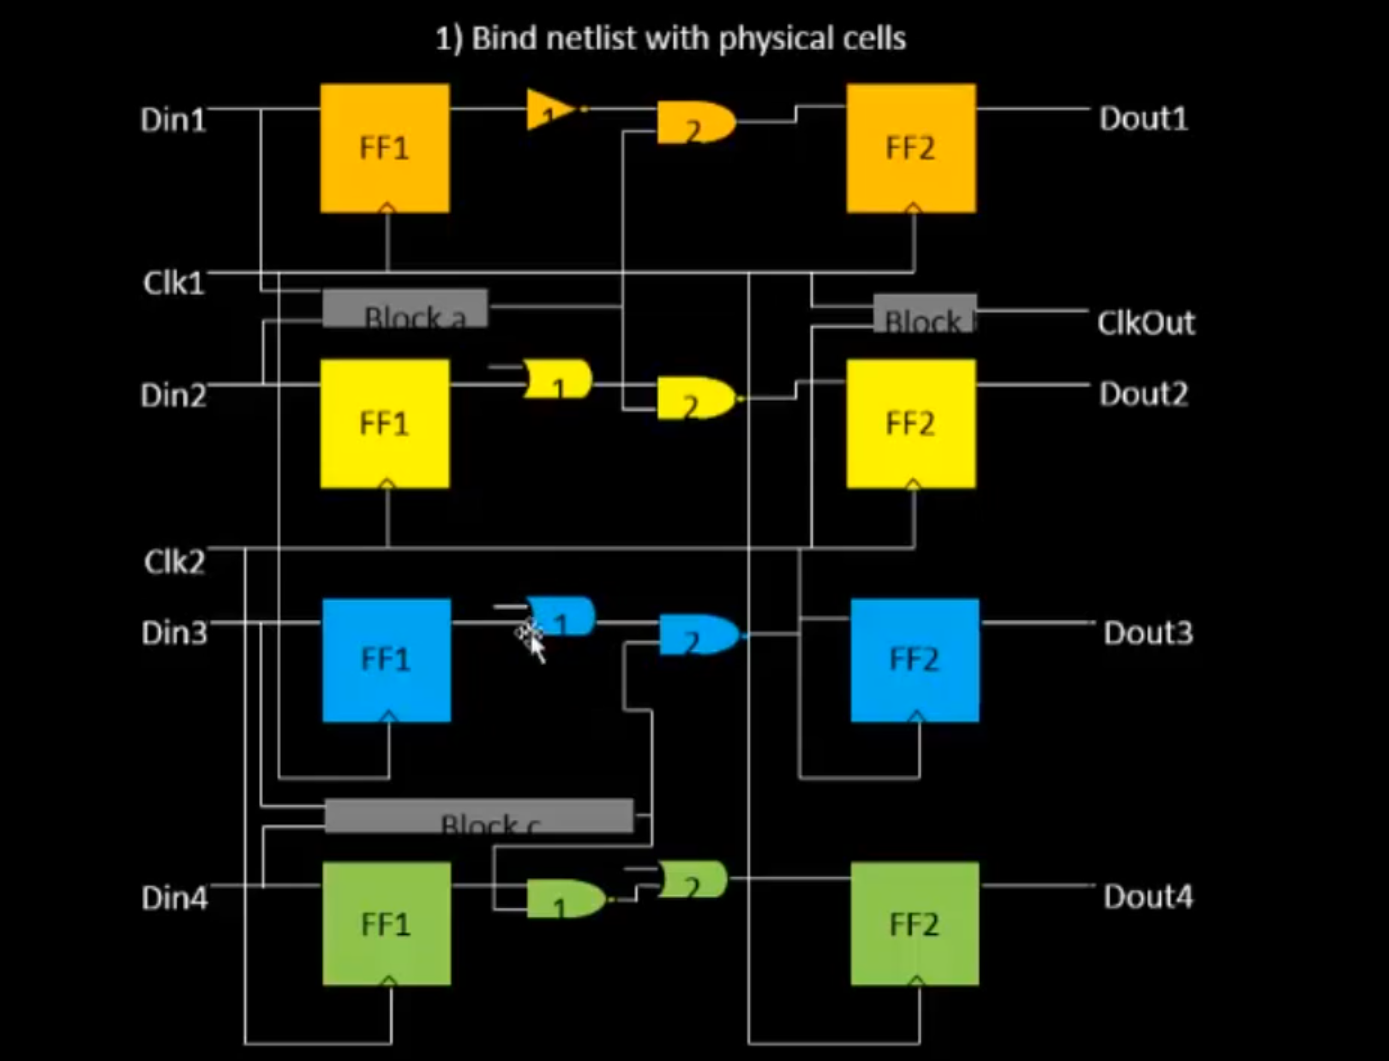 1) Bind netlist with physical cells
Din1
FF1
1
2
FF2
Dout1
Clk1
Block a
Block
ClkOut
Din2
FF1
1
2
FF2
Dout2
Clk2
Din3
FF1
1
2
FF2
Dout3
Block c
Din4
FF1
1
2
FF2
Dout4